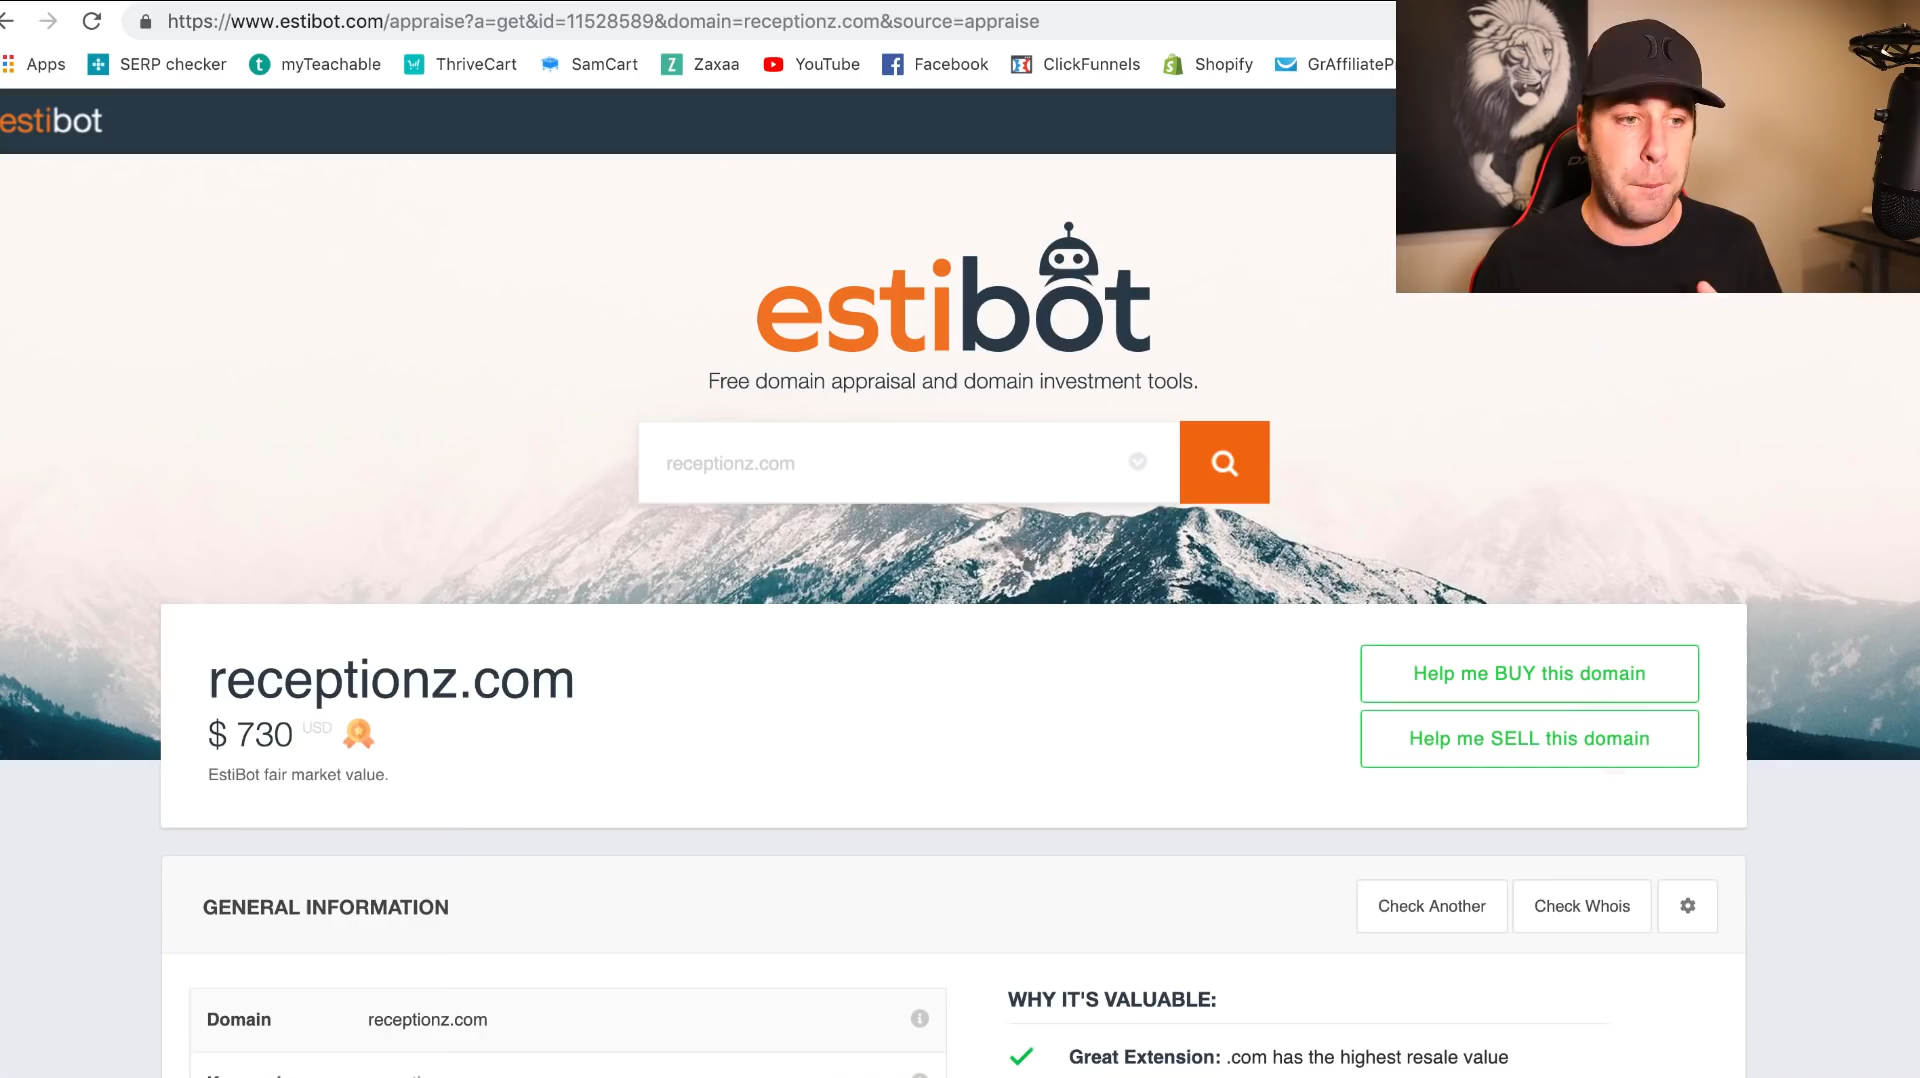 https://www.estibot.com/appraise?a=get&id=11528589&domain=receptionz.com&source=appraise
Apps SERP checker myTeachable ThriveCart SamCart Zaxaa YouTube Facebook ClickFunnels Shopify GrAffiliateP
estibot
estibot
Free domain appraisal and domain investment tools.
receptionz.com
receptionz.com
$ 730 USD
EstiBot fair market value.
Help me BUY this domain
Help me SELL this domain
GENERAL INFORMATION
Check Another Check Whois
Domain receptionz.com
WHY IT'S VALUABLE:
Great Extension: .com has the highest resale value